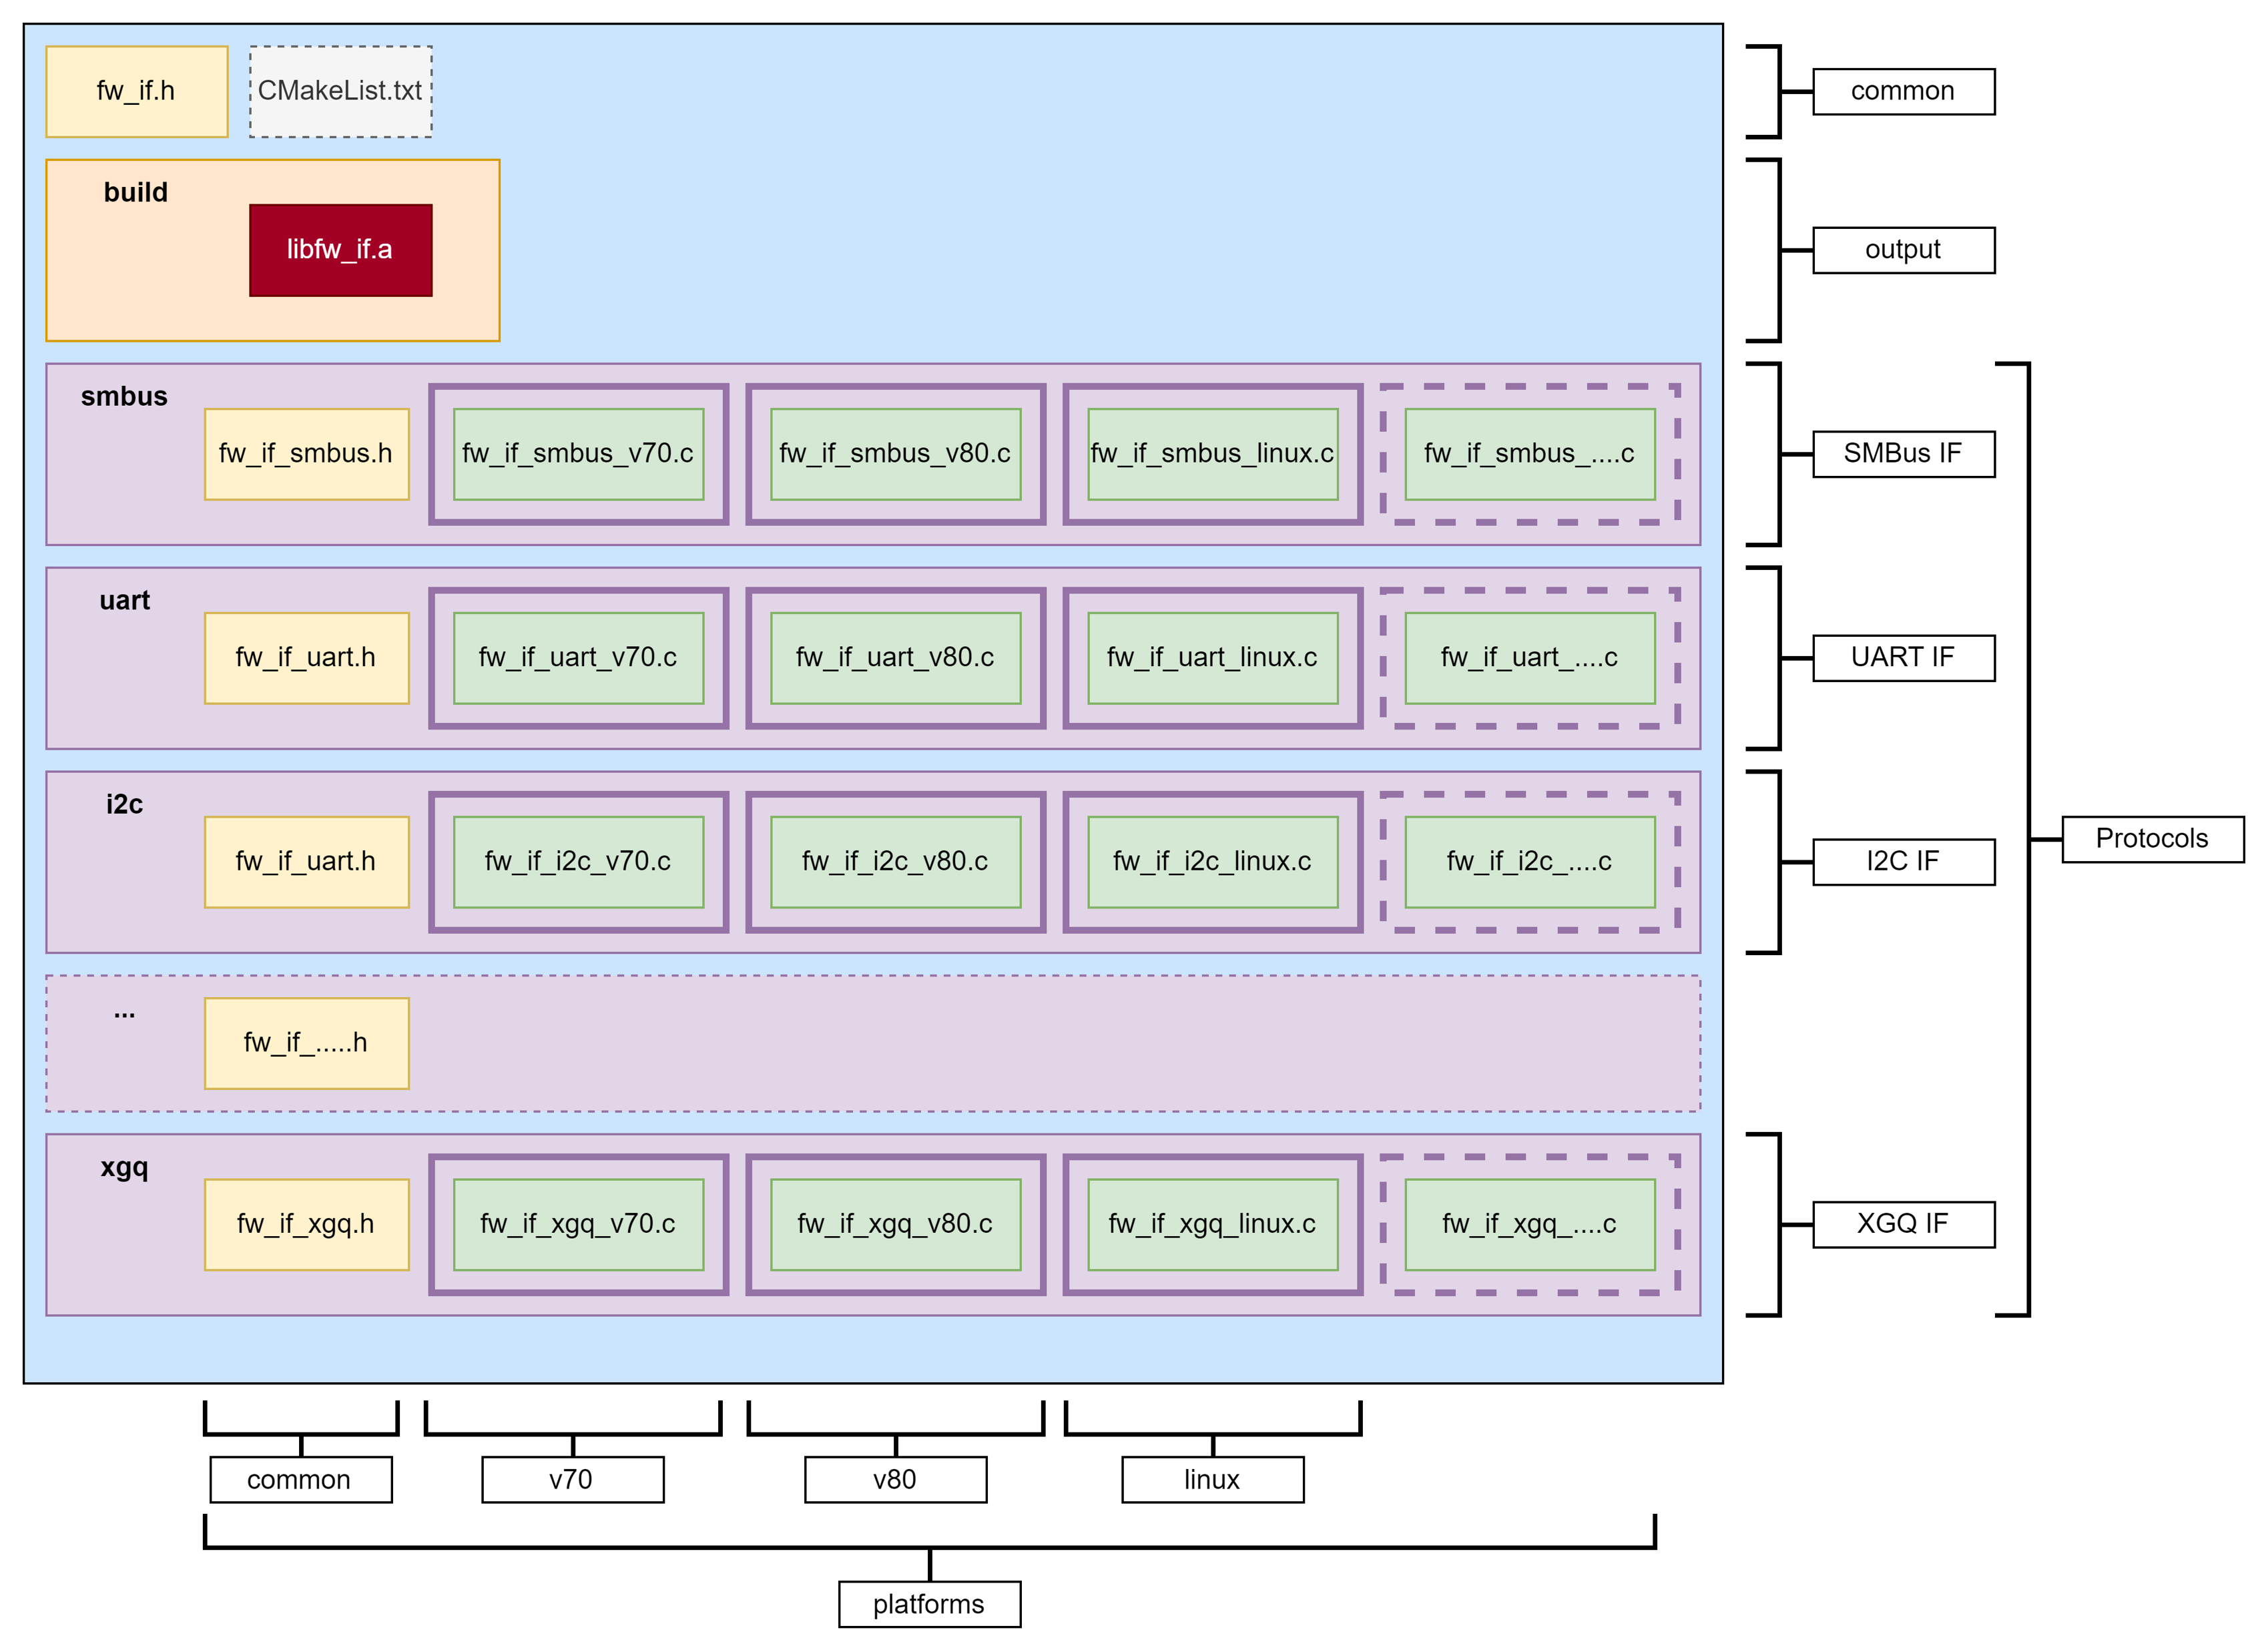 fw_if.h
CMakeList.txt
common
build
libfw_if.a
output
smbus
fw_if_smbus.h
fw_if_smbus_v70.c
fw_if_smbus_v80.c
fw_if_smbus_linux.c
fw_if_smbus_....c
SMBus IF
uart
fw_if_uart.h
fw_if_uart_v70.c
fw_if_uart_v80.c
fw_if_uart_linux.c
fw_if_uart_....c
UART IF
i2c
fw_if_uart.h
fw_if_i2c_v70.c
fw_if_i2c_v80.c
fw_if_i2c_linux.c
fw_if_i2c_....c
I2C IF
Protocols
...
fw_if_.....h
xgq
fw_if_xgq.h
fw_if_xgq_v70.c
fw_if_xgq_v80.c
fw_if_xgq_linux.c
fw_if_xgq_....c
XGQ IF
common
v70
v80
linux
platforms